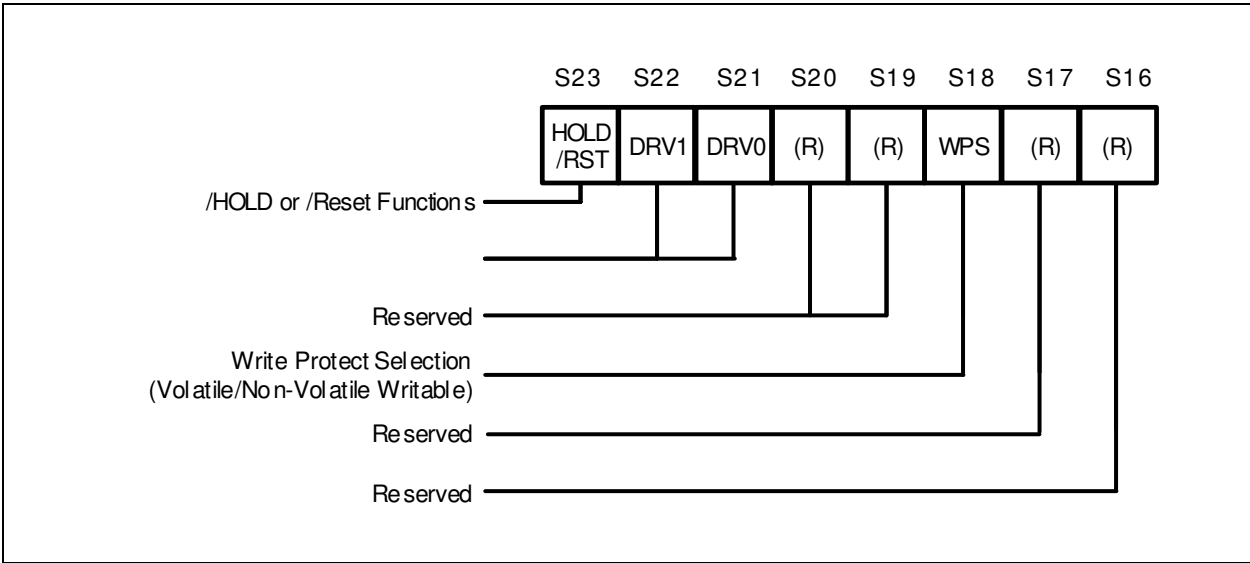 S23 S22 S21 S20 S19 S18 S17 S16
HOLD /RST DRV1 DRV0 (R) (R) WPS (R) (R)
/HOLD or /Reset Functions
Reserved
Write Protect Selection
(Volatile/Non-Volatile Writable)
Reserved
Reserved